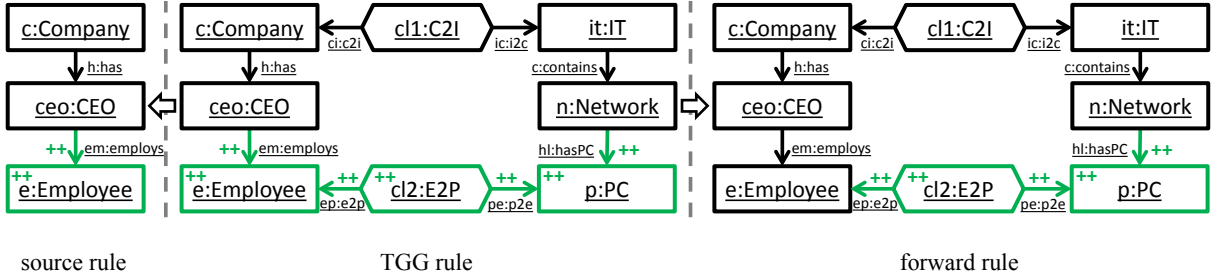 c:Company c:Company cl1:C2I it:IT c:Company cl1:C2I it:IT
ci:c2i ic:i2c ci:c2i ic:i2c
h:has h:has c:contains h:has c:contains
ceo:CEO ceo:CEO n:Network ceo:CEO n:Network
++ em:employs ++ em:employs hl:hasPC ++ em:employs hl:hasPC ++
++ e:Employee ++ e:Employee ++ ++ cl2:E2P ++ ++ p:PC e:Employee ++ ++ cl2:E2P ++ ++ p:PC
ep:e2p pe:p2e ep:e2p pe:p2e
source rule TGG rule forward rule